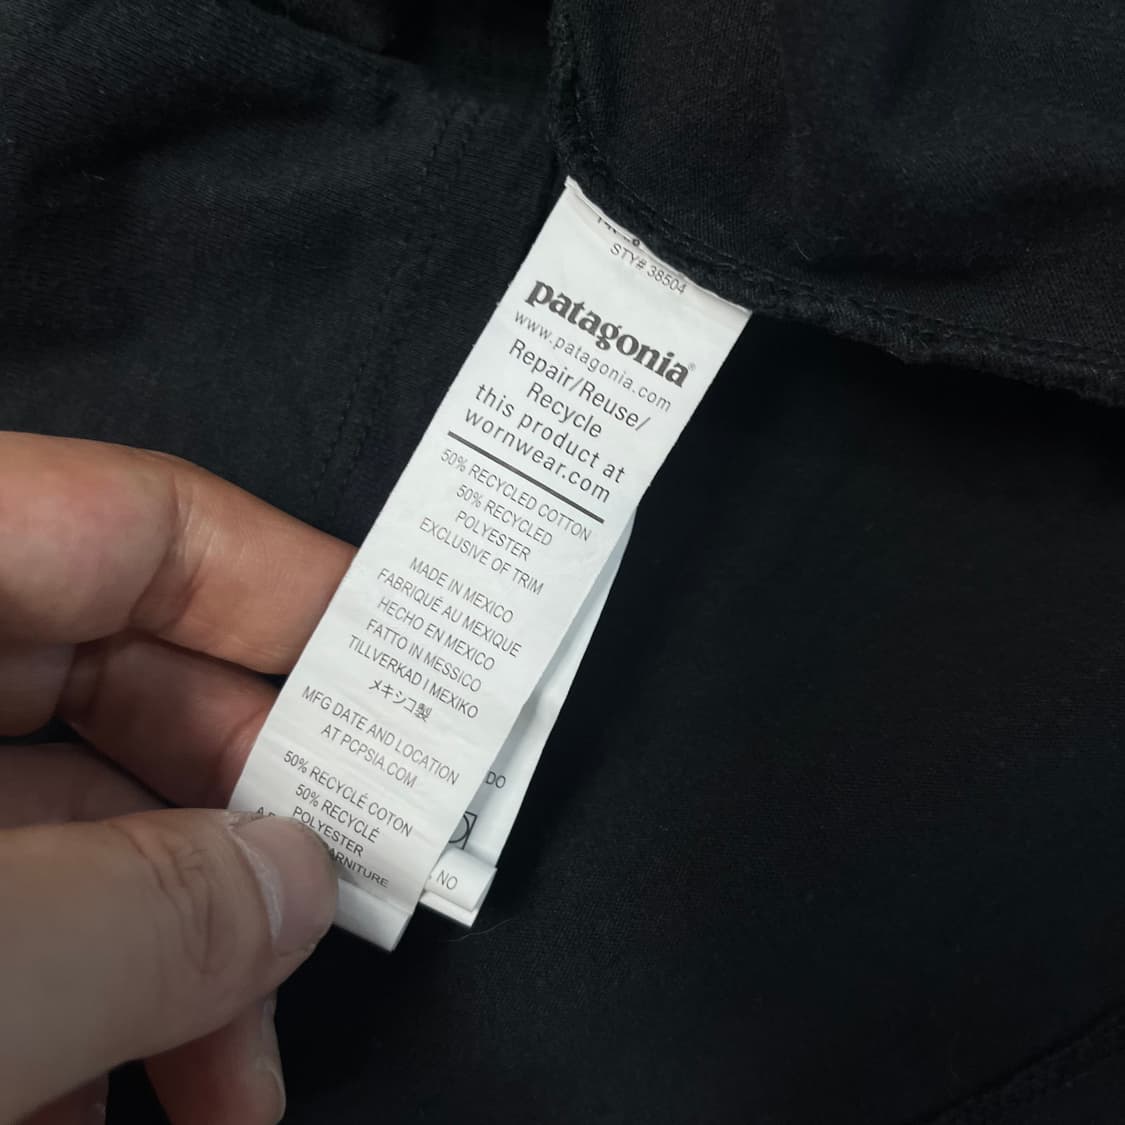 STY# 38504
patagonia®
www.patagonia.com
Repair/Reuse/
Recycle
this product at
wornwear.com
50% RECYCLED COTTON
50% RECYCLED
POLYESTER
EXCLUSIVE OF TRIM
MADE IN MEXICO
FABRIQUÉ AU MEXIQUE
HECHO EN MEXICO
FATTO IN MESSICO
TILLVERKAD I MEXIKO
メキシコ製
MFG DATE AND LOCATION
AT PCPSIA.COM
50% RECYCLÉ COTON
50% RECYCLÉ
POLYESTER
NO